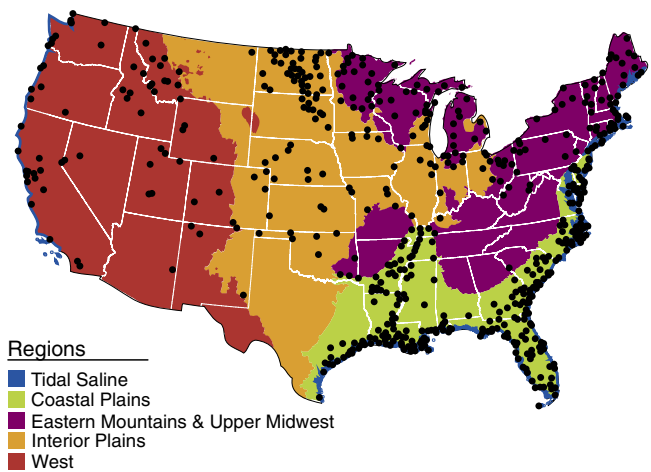 Regions
Tidal Saline
Coastal Plains
Eastern Mountains & Upper Midwest
Interior Plains
West